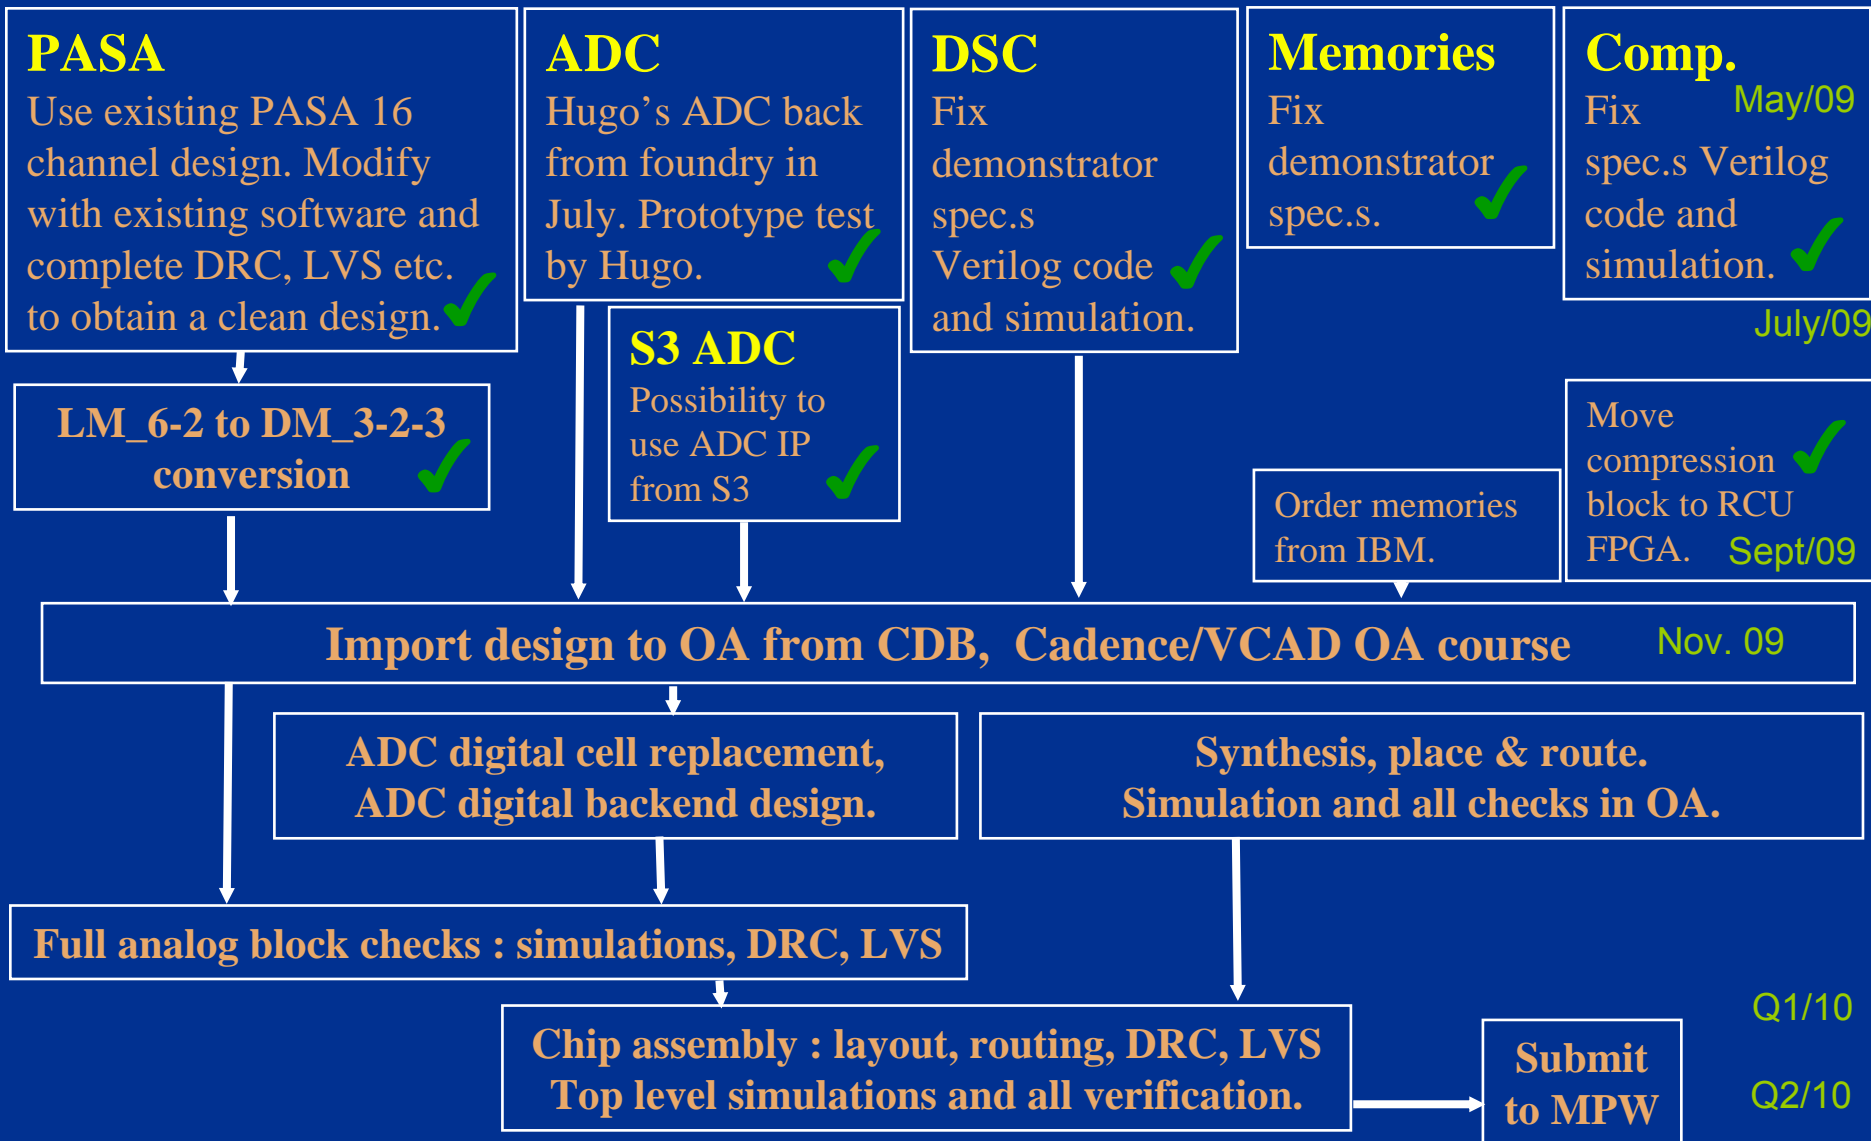 PASA
Use existing PASA 16
channel design. Modify
with existing software and
complete DRC, LVS etc.
to obtain a clean design.
ADC
Hugo’s ADC back
from foundry in
July. Prototype test
by Hugo.
DSC
Fix
demonstrator
spec.s
Verilog code
and simulation.
Memories
Fix
demonstrator
spec.s.
Comp.
May/09
Fix
spec.s Verilog
code and
simulation.
July/09
LM_6-2 to DM_3-2-3
conversion
S3 ADC
Possibility to
use ADC IP
from S3
Order memories
from IBM.
Move
compression
block to RCU
FPGA.
Sept/09
Import design to OA from CDB, Cadence/VCAD OA course
Nov. 09
ADC digital cell replacement,
ADC digital backend design.
Synthesis, place & route.
Simulation and all checks in OA.
Full analog block checks : simulations, DRC, LVS
Chip assembly : layout, routing, DRC, LVS
Top level simulations and all verification.
Q1/10
Submit
to MPW
Q2/10